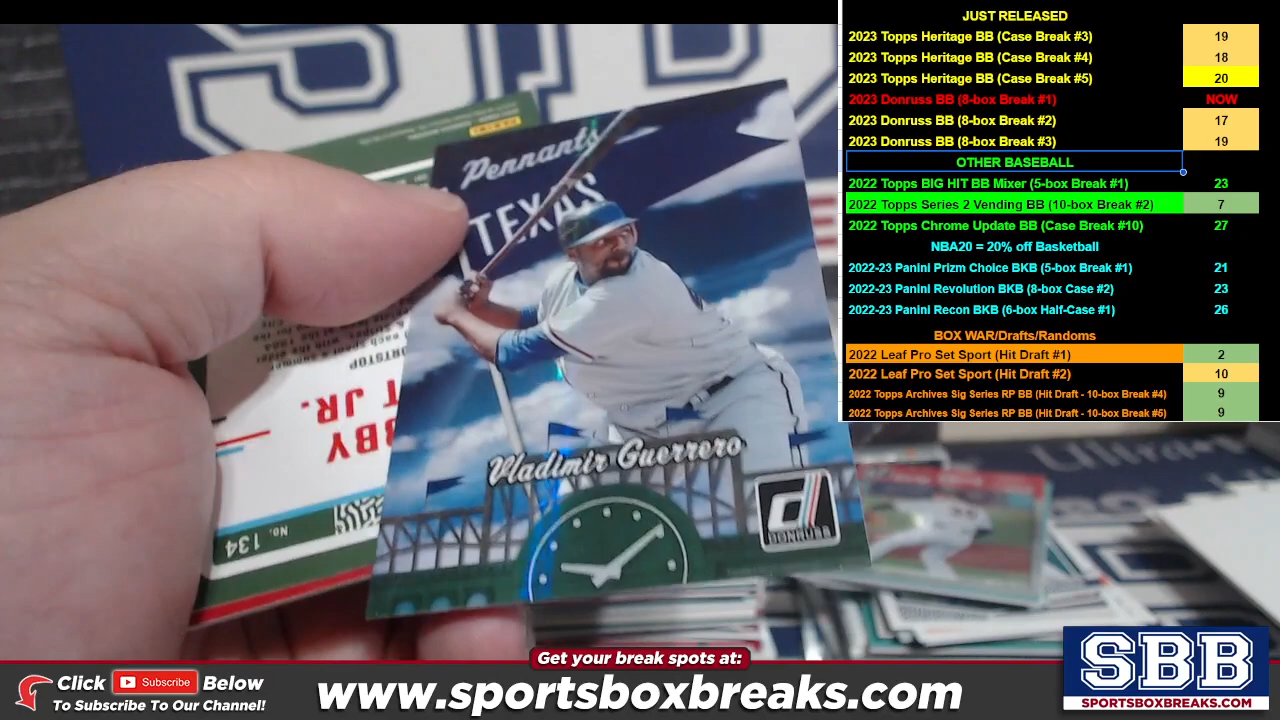 JUST RELEASED
2023 Topps Heritage BB (Case Break #3) 19
2023 Topps Heritage BB (Case Break #4) 18
2023 Topps Heritage BB (Case Break #5) 20
2023 Donruss BB (8-box Break #1) NOW
2023 Donruss BB (8-box Break #2) 17
2023 Donruss BB (8-box Break #3) 19
OTHER BASEBALL
2022 Topps BIG HIT BB Mixer (5-box Break #1) 23
2022 Topps Series 2 Vending BB (10-box Break #2) 7
2022 Topps Chrome Update BB (Case Break #10) 27
NBA20 = 20% off Basketball
2022-23 Panini Prizm Choice BKB (5-box Break #1) 21
2022-23 Panini Revolution BKB (8-box Case #2) 23
2022-23 Panini Recon BKB (6-box Half-Case #1) 26
BOX WAR/Drafts/Randoms
2022 Leaf Pro Set Sport (Hit Draft #1) 2
2022 Leaf Pro Set Sport (Hit Draft #2) 10
2022 Topps Archives Sig Series RP BB (Hit Draft - 10-box Break #4) 9
2022 Topps Archives Sig Series RP BB (Hit Draft - 10-box Break #5) 9
Pennants
TEXAS
Vladimir Guerrero
DONRUSS
BBY
T JR.
No. 134
Ultra
Get your break spots at:
www.sportsboxbreaks.com
Click Subscribe Below
To Subscribe To Our Channel!
SBB
SPORTSBOXBREAKS.COM